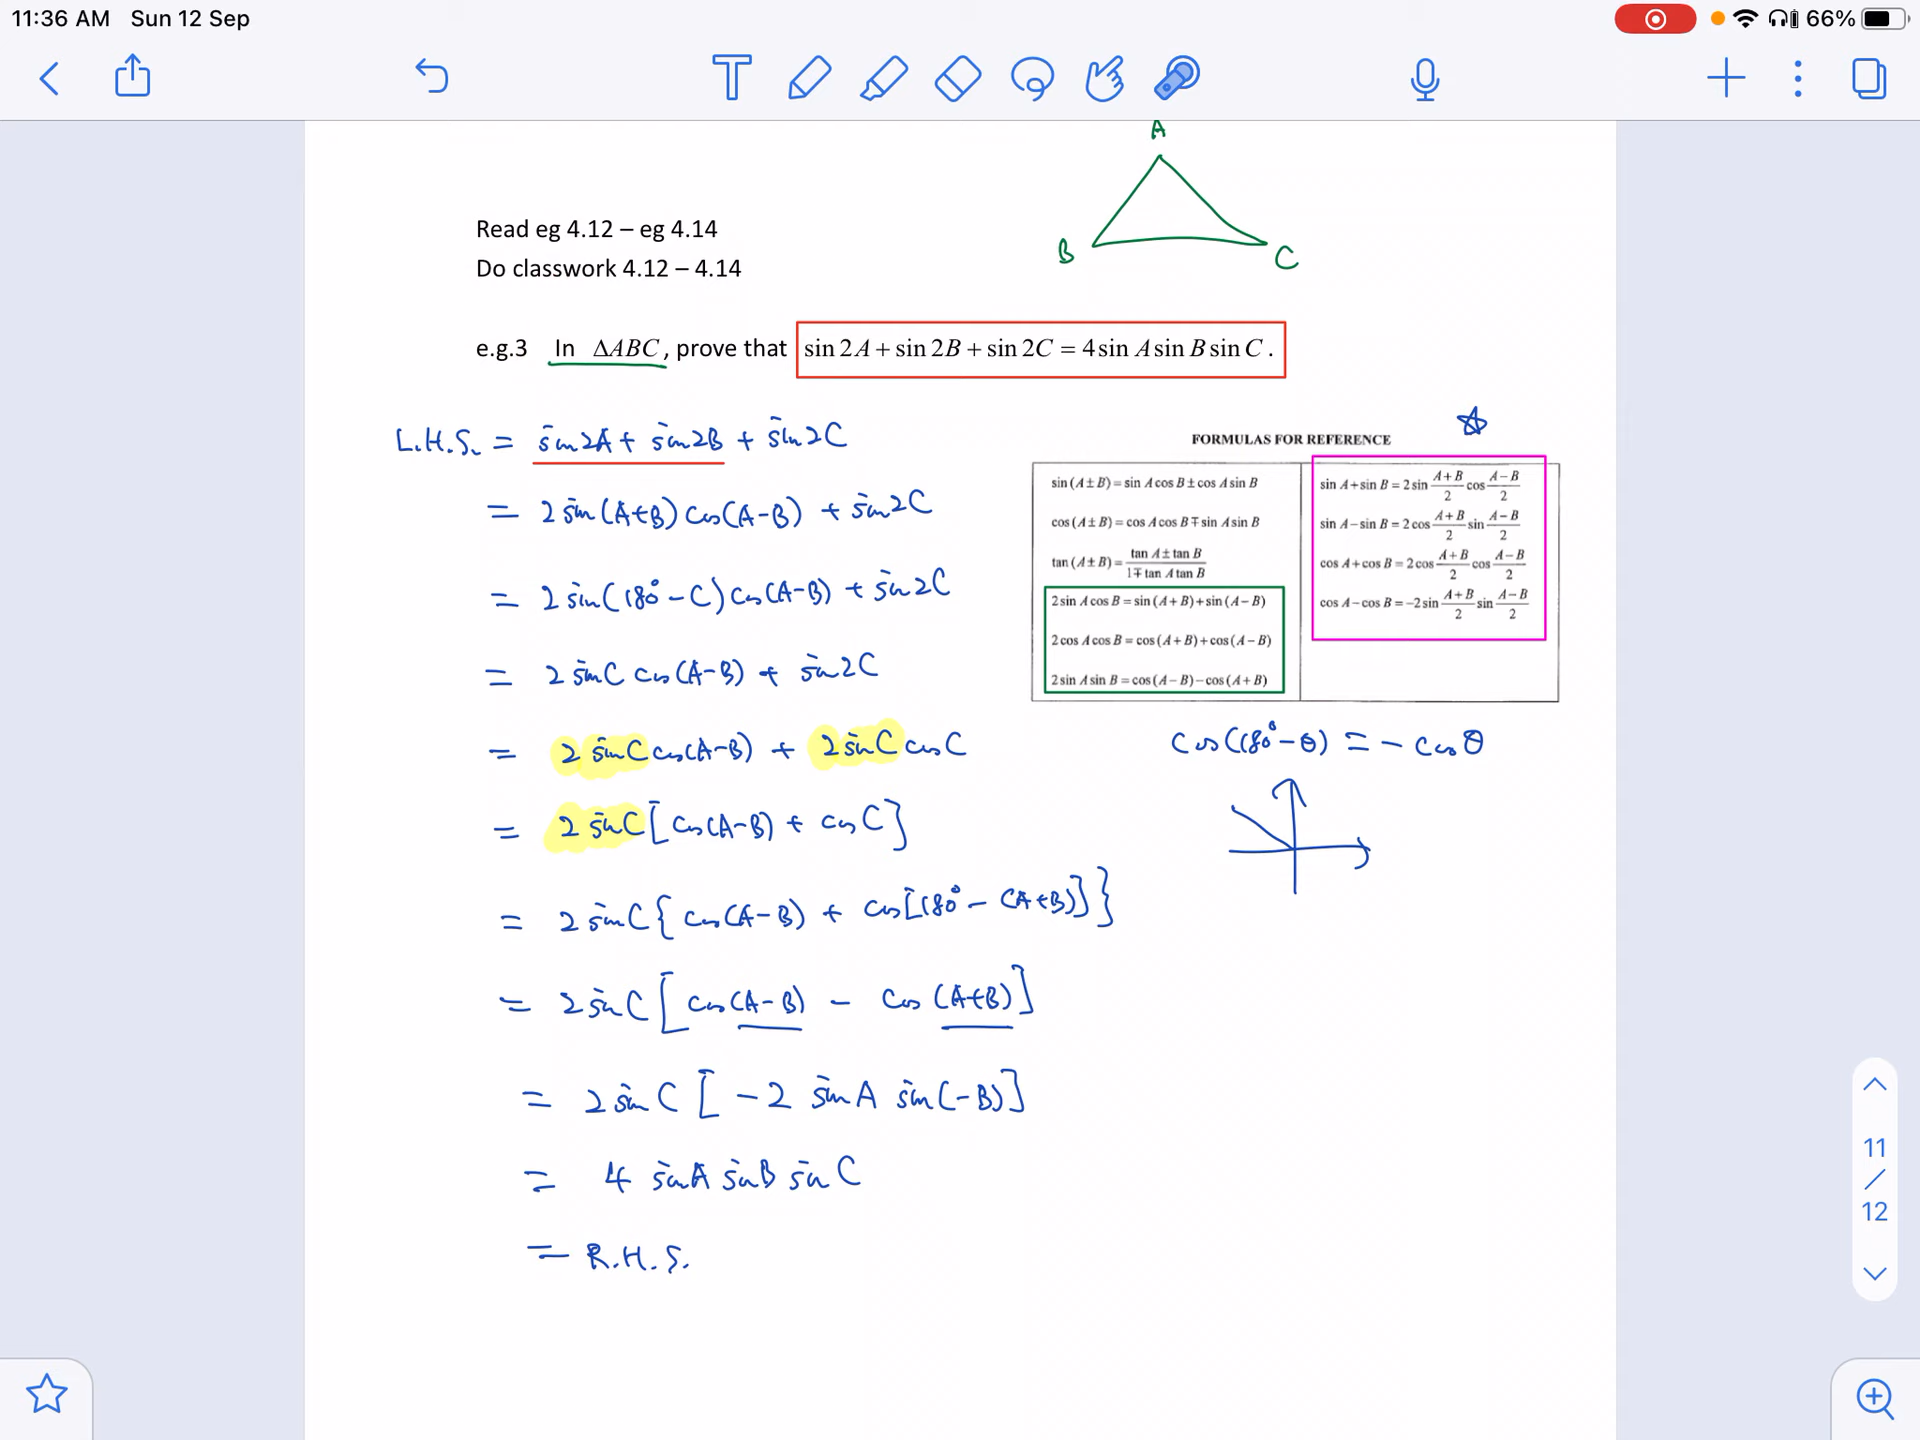 11:36 AM Sun 12 Sep 66%
A
B
C
Read eg 4.12 – eg 4.14
Do classwork 4.12 – 4.14
e.g.3 In ΔABC, prove that sin 2A + sin 2B + sin 2C = 4 sin A sin B sin C.
L.H.S. = sin2A + sin2B + sin2C
= 2 sin(A+B) cos(A-B) + sin2C
= 2 sin(180° - C) cos(A-B) + sin2C
= 2 sinC cos(A-B) + sin2C
= 2 sinC cos(A-B) + 2 sinC cosC
= 2 sinC [cos(A-B) + cosC]
= 2 sinC { cos(A-B) + cos[180° - (A+B)] }
= 2 sinC [ cos(A-B) - cos(A+B) ]
= 2 sinC [ -2 sinA sin(-B) ]
= 4 sinA sinB sinC
= R.H.S.
FORMULAS FOR REFERENCE
sin (A ± B) = sin A cos B ± cos A sin B
cos (A ± B) = cos A cos B ∓ sin A sin B
tan (A ± B) = (tan A ± tan B)/(1 ∓ tan A tan B)
2 sin A cos B = sin (A + B) + sin (A − B)
2 cos A cos B = cos (A + B) + cos (A − B)
2 sin A sin B = cos (A − B) − cos (A + B)
sin A + sin B = 2 sin (A + B)/2 cos (A − B)/2
sin A − sin B = 2 cos (A + B)/2 sin (A − B)/2
cos A + cos B = 2 cos (A + B)/2 cos (A − B)/2
cos A − cos B = −2 sin (A + B)/2 sin (A − B)/2
cos(180° - θ) = - cosθ
11
/
12